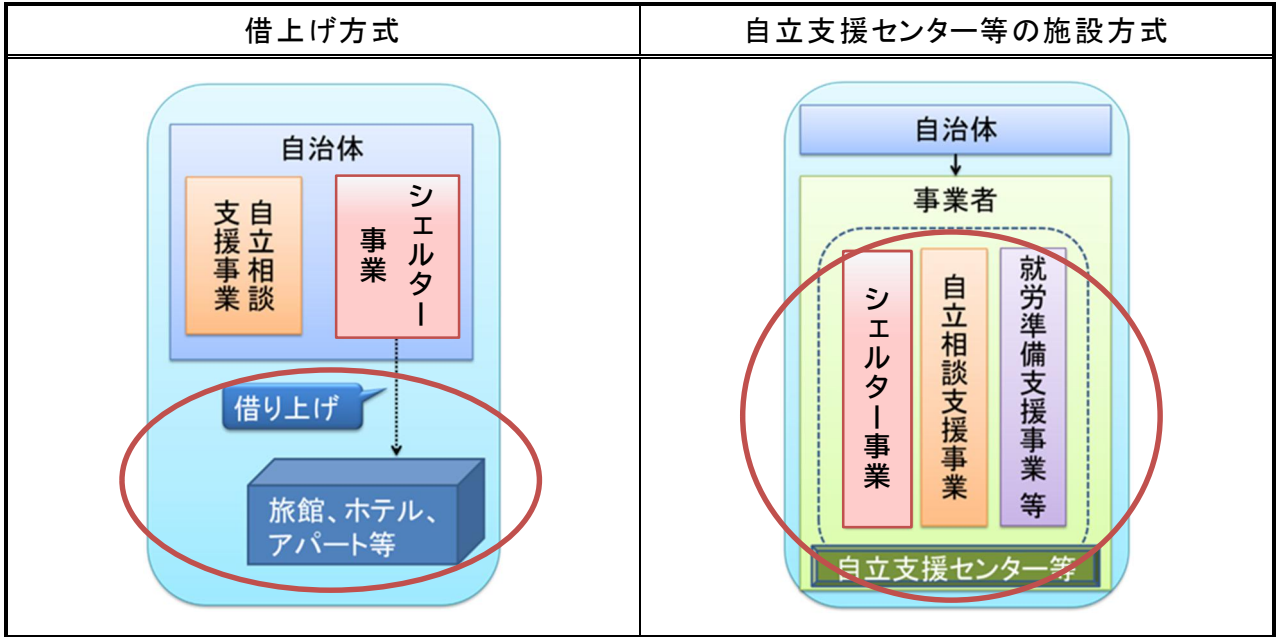 借上げ方式
自治体
自立相談
支援事業
シェルター
事業
借り上げ
旅館、ホテル、
アパート等
自立支援センター等の施設方式
自治体
事業者
シェルター事業
自立相談支援事業
就労準備支援事業 等
自立支援センター等